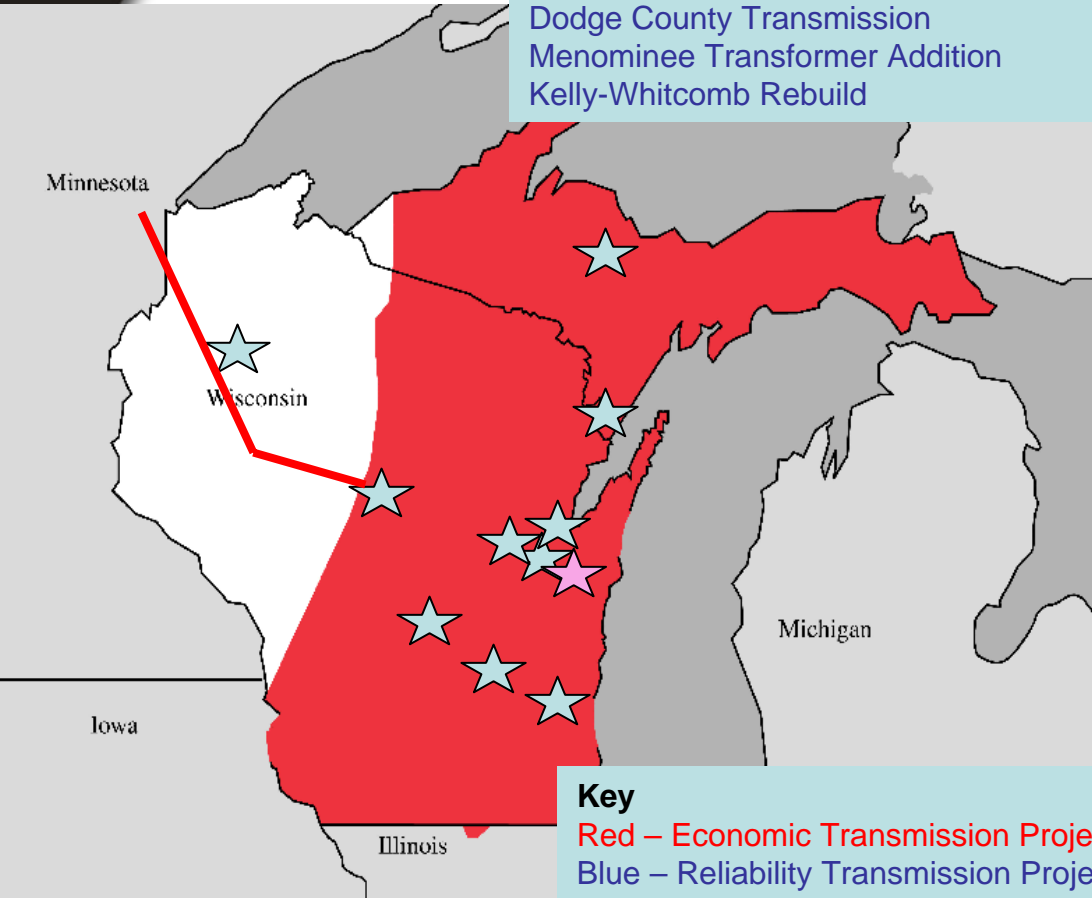 Dodge County Transmission
Menominee Transformer Addition
Kelly-Whitcomb Rebuild
Minnesota
Wisconsin
Michigan
Iowa
Illinois
Key
Red – Economic Transmission Proje
Blue – Reliability Transmission Proje